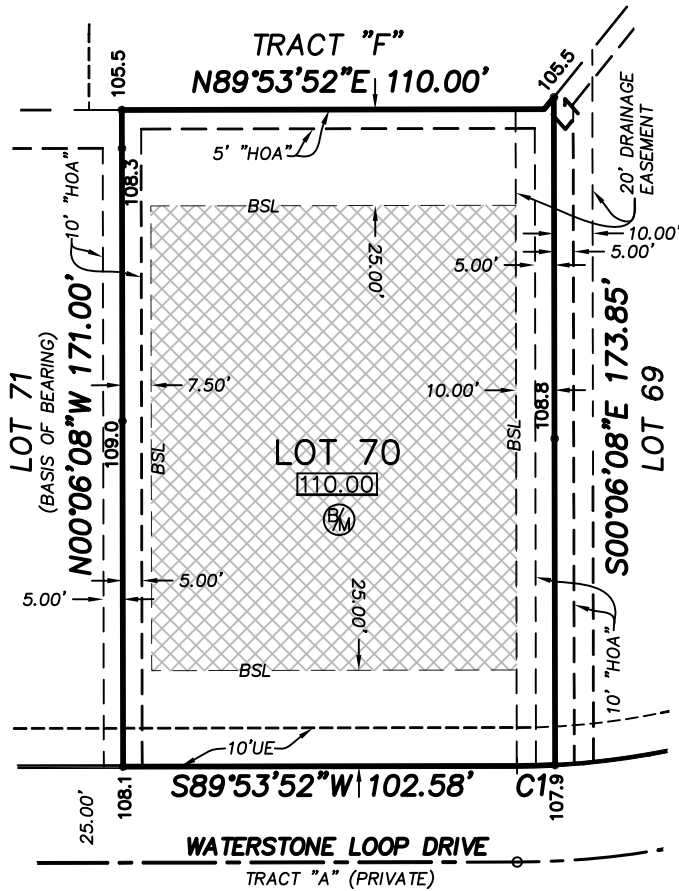 TRACT "F"
N89°53'52"E 110.00'
105.5
105.5
L1
5' "HOA"
108.3
10' "HOA"
20' DRAINAGE
EASEMENT
BSL
25.00'
10.00'
5.00'
5.00'
LOT 71
(BASIS OF BEARING)
N00°06'08"W 171.00'
7.50'
10.00'
108.8
S00°06'08"E 173.85'
LOT 69
109.0
BSL
BSL
LOT 70
110.00
B/M
5.00'
5.00'
25.00'
BSL
10' "HOA"
10'UE
S89°53'52"W 102.58'
C1
108.1
107.9
25.00'
WATERSTONE LOOP DRIVE
TRACT "A" (PRIVATE)